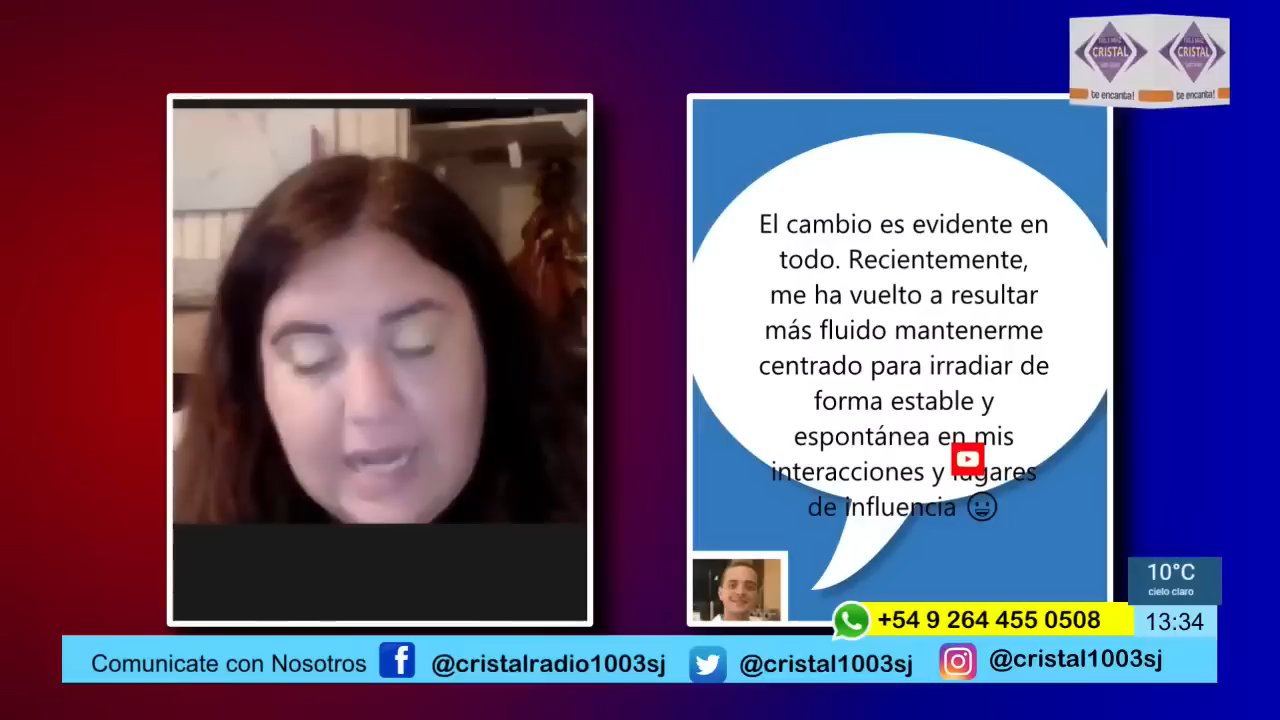 CRISTAL
CRISTAL
te encanta!
te encanta!
El cambio es evidente en
todo. Recientemente,
me ha vuelto a resultar
más fluido mantenerme
centrado para irradiar de
forma estable y
espontánea en mis
interacciones y lugares
de influencia
10°C
cielo claro
+54 9 264 455 0508
13:34
Comunicate con Nosotros
@cristalradio1003sj
@cristal1003sj
@cristal1003sj